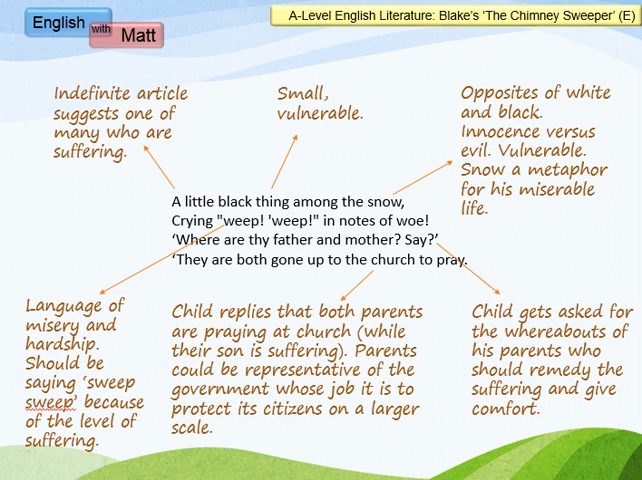 English
with
Matt
A-Level English Literature: Blake's 'The Chimney Sweeper' (E)
Indefinite article
suggests one of
many who are
suffering.
Small,
vulnerable.
Opposites of white
and black.
Innocence versus
evil. Vulnerable.
Snow a metaphor
for his miserable
life.
A little black thing among the snow,
Crying "weep! 'weep!" in notes of woe!
'Where are thy father and mother? Say?'
'They are both gone up to the church to pray.
Language of
misery and
hardship.
Should be
saying 'sweep
sweep' because
of the level of
suffering.
Child replies that both parents
are praying at church (while
their son is suffering). Parents
could be representative of the
government whose job it is to
protect its citizens on a larger
scale.
Child gets asked for
the whereabouts of
his parents who
should remedy the
suffering and give
comfort.